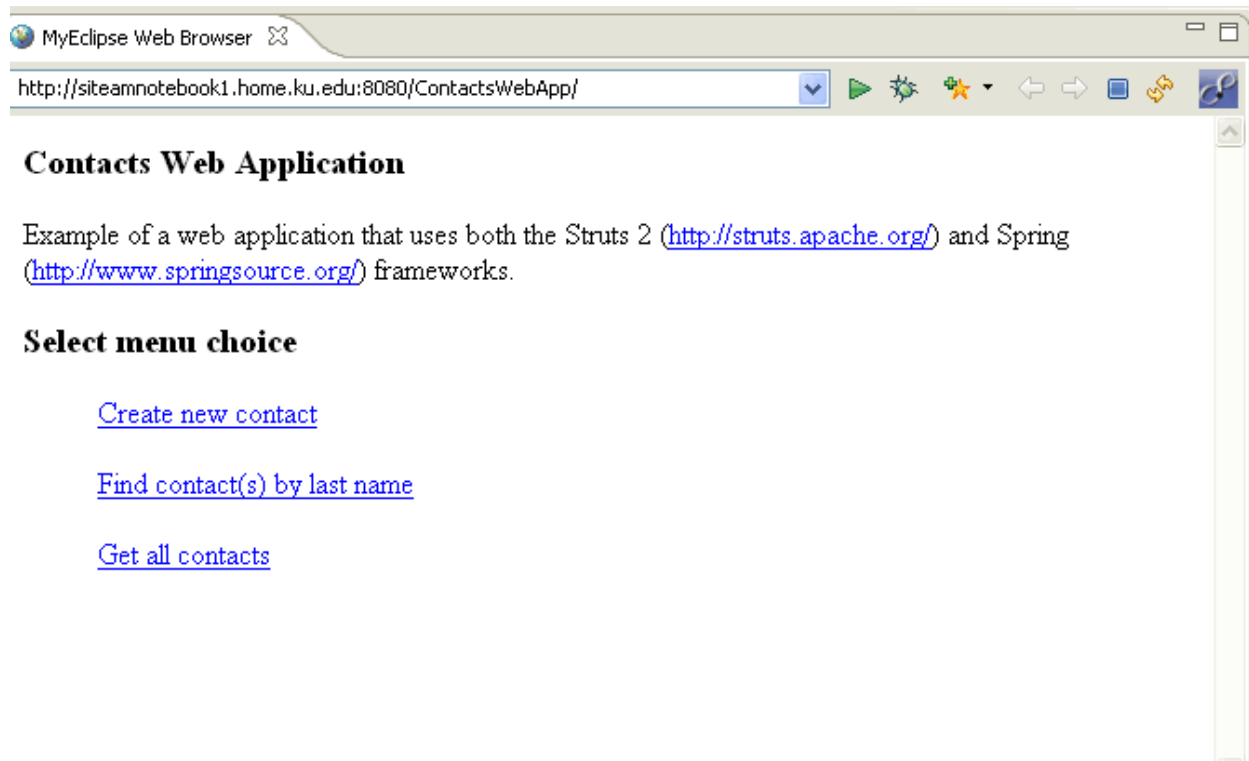 MyEclipse Web Browser
http://siteamnotebook1.home.ku.edu:8080/ContactsWebApp/
Contacts Web Application
Example of a web application that uses both the Struts 2 (http://struts.apache.org/) and Spring
(http://www.springsource.org/) frameworks.
Select menu choice
Create new contact
Find contact(s) by last name
Get all contacts